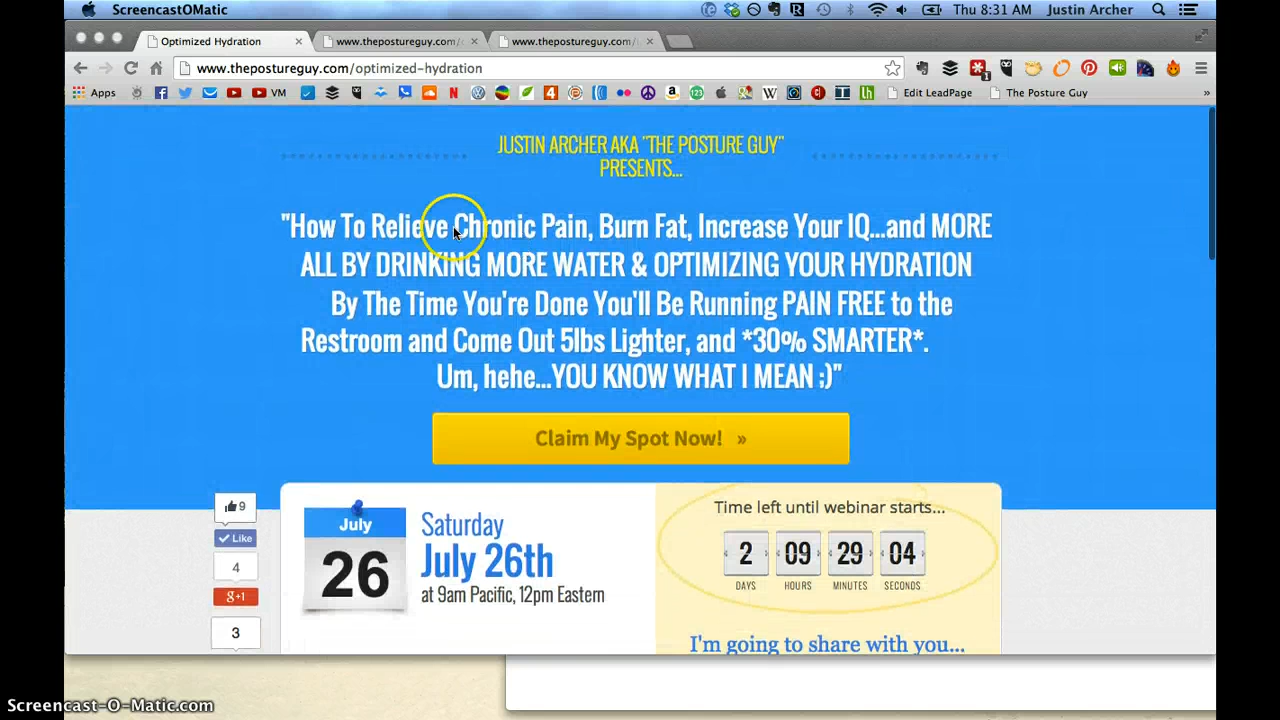 ScreencastOMatic
Thu 8:31 AM Justin Archer
Optimized Hydration
www.thepostureguy.com/
www.thepostureguy.com/
www.thepostureguy.com/optimized-hydration
Apps
VM
Edit LeadPage
The Posture Guy
JUSTIN ARCHER AKA "THE POSTURE GUY"
PRESENTS...
"How To Relieve Chronic Pain, Burn Fat, Increase Your IQ...and MORE
ALL BY DRINKING MORE WATER & OPTIMIZING YOUR HYDRATION
By The Time You're Done You'll Be Running PAIN FREE to the
Restroom and Come Out 5lbs Lighter, and *30% SMARTER*.
Um, hehe...YOU KNOW WHAT I MEAN ;)"
Claim My Spot Now! »
9
Like
4
g+1
3
July
26
Saturday
July 26th
at 9am Pacific, 12pm Eastern
Time left until webinar starts...
2 09 29 04
DAYS HOURS MINUTES SECONDS
I'm going to share with you...
Screencast-O-Matic.com